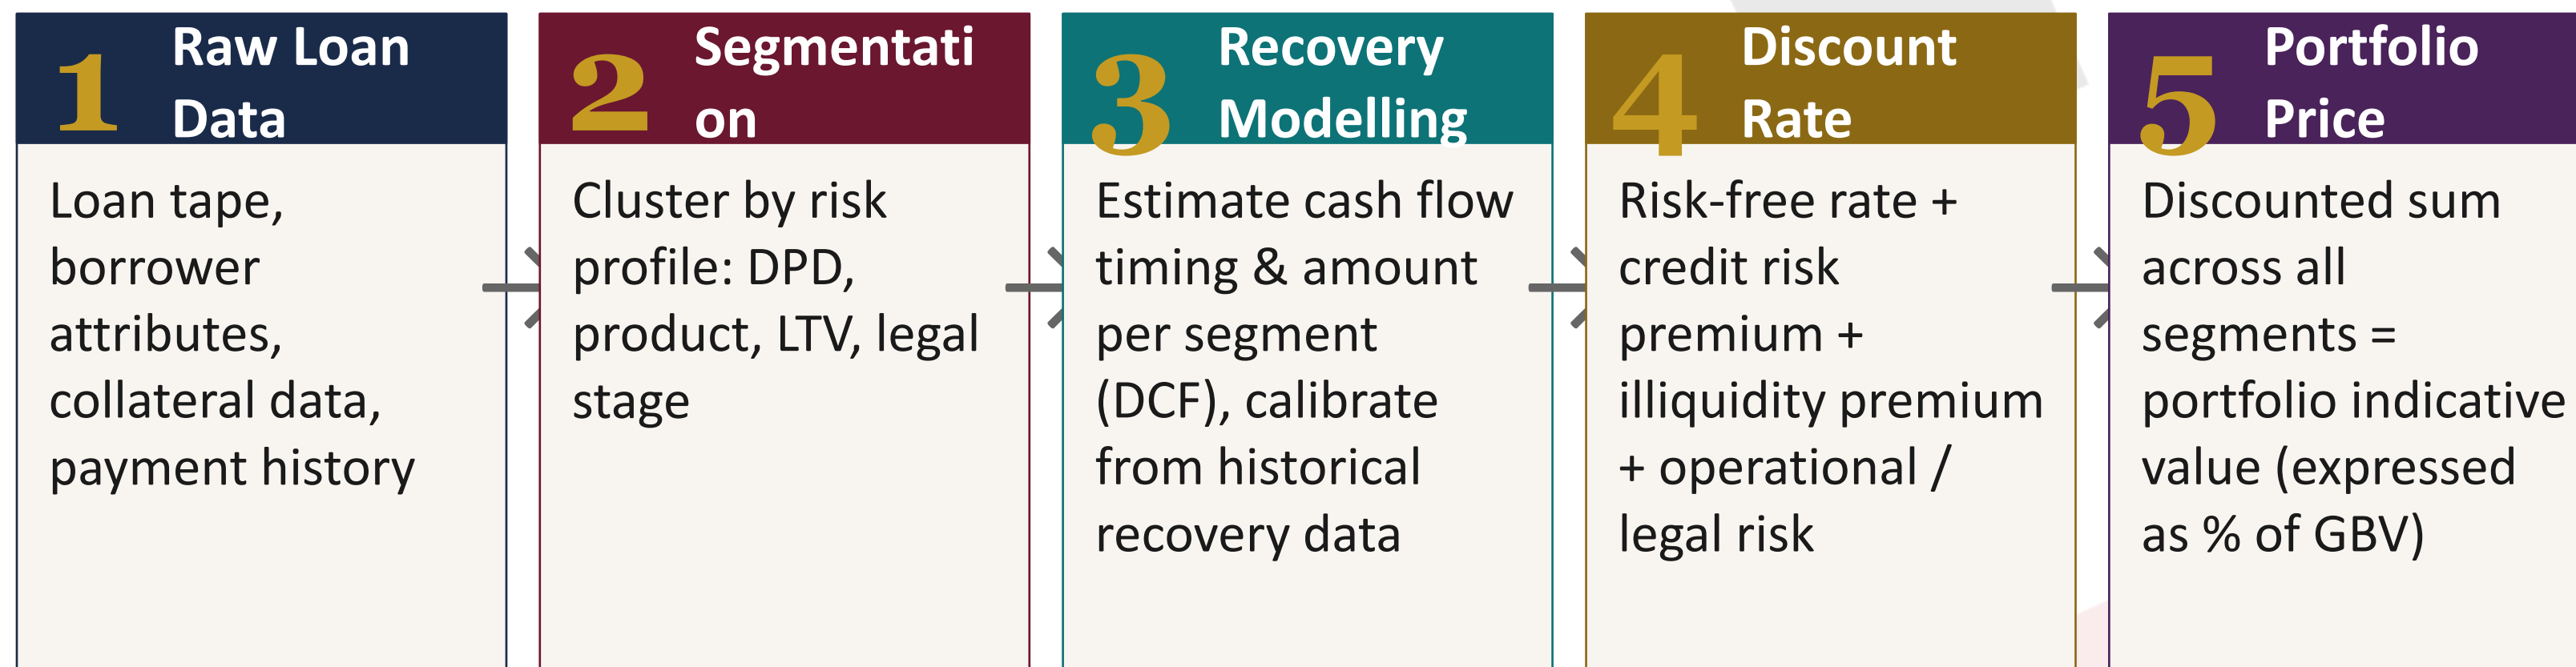 1
Raw Loan
Data
Loan tape,
borrower
attributes,
collateral data,
payment history
2
Segmentati
on
Cluster by risk
profile: DPD,
product, LTV, legal
stage
3
Recovery
Modelling
Estimate cash flow
timing & amount
per segment
(DCF), calibrate
from historical
recovery data
4
Discount
Rate
Risk-free rate +
credit risk
premium +
illiquidity premium
+ operational /
legal risk
5
Portfolio
Price
Discounted sum
across all
segments =
portfolio indicative
value (expressed
as % of GBV)